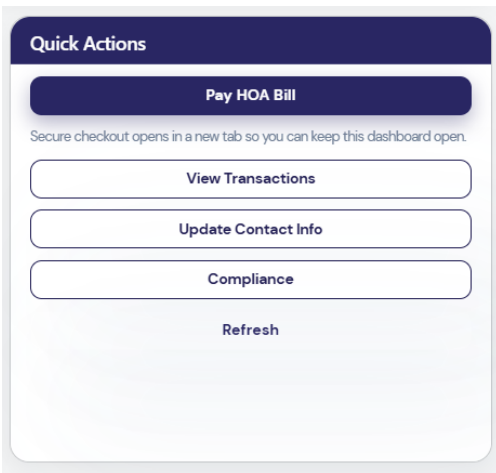 Quick Actions
Pay HOA Bill
Secure checkout opens in a new tab so you can keep this dashboard open.
View Transactions
Update Contact Info
Compliance
Refresh